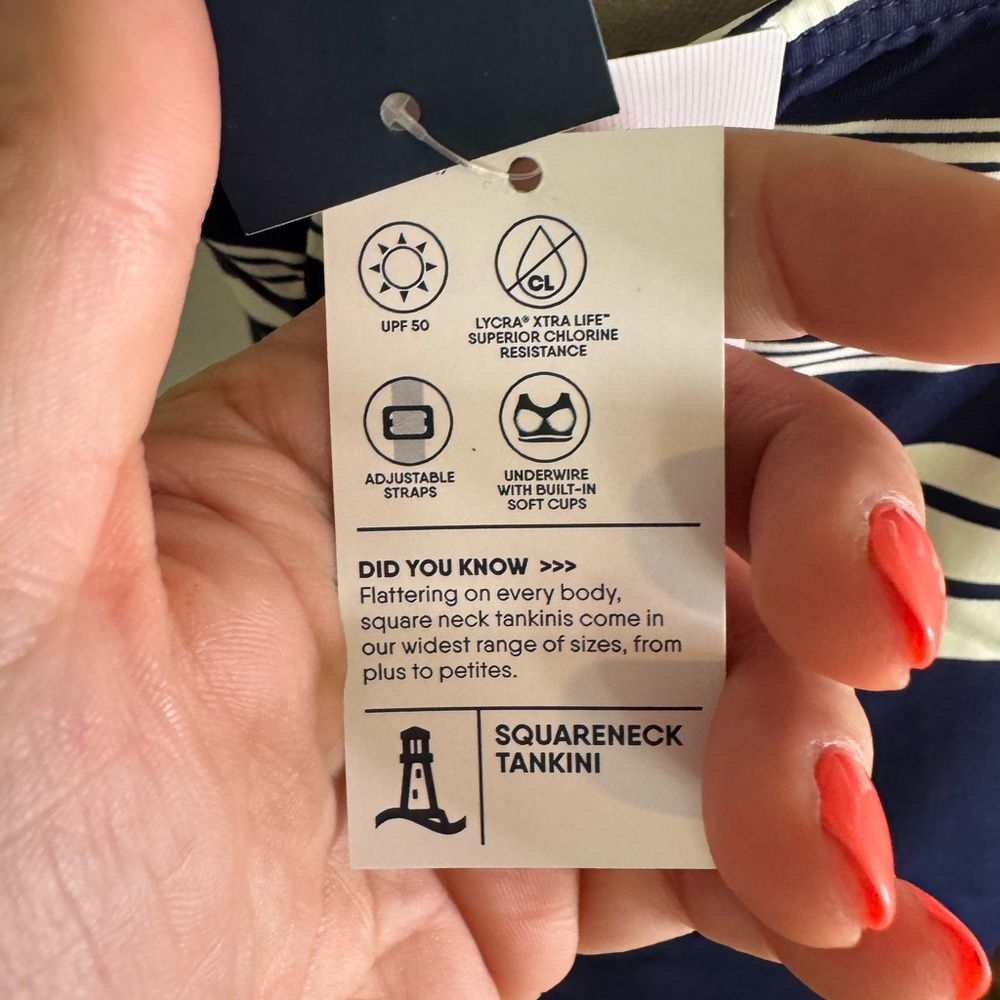 UPF 50
LYCRA® XTRA LIFE™
SUPERIOR CHLORINE
RESISTANCE
CL
ADJUSTABLE
STRAPS
UNDERWIRE
WITH BUILT-IN
SOFT CUPS
DID YOU KNOW >>>
Flattering on every body,
square neck tankinis come in
our widest range of sizes, from
plus to petites.
SQUARENECK
TANKINI